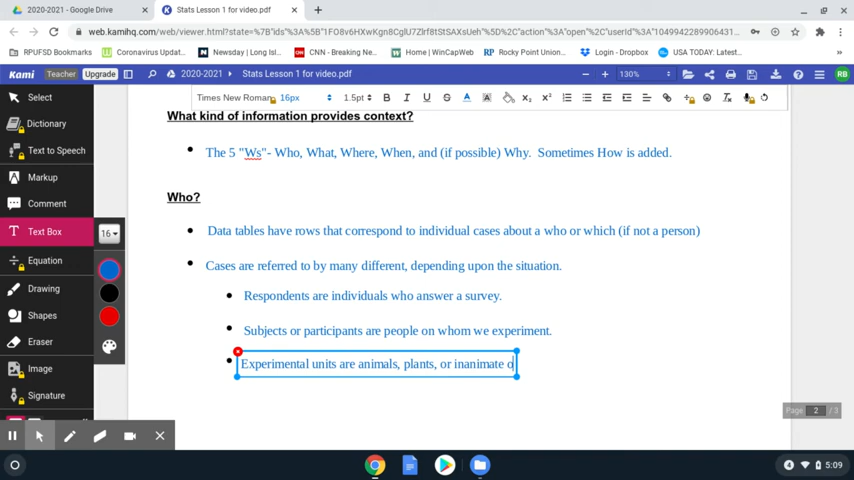 2020-2021 - Google Drive
Stats Lesson 1 for video.pdf
web.kamihq.com/web/viewer.html?state=%7B"ids"%3A%5B"1FO8v6HXwKgn8CglU7Zlrf8tStSAXsUeh"%5D%2C"action"%3A"open"%2C"userId"%3A"1049942289906431...
RPUFSD Bookmarks
Coronavirus Updat...
Newsday | Long Isl...
CNN - Breaking Ne...
Home | WinCapWeb
Rocky Point Union...
Login - Dropbox
USA TODAY: Latest...
Kami
Teacher
Upgrade
2020-2021
Stats Lesson 1 for video.pdf
130%
RB
Select
Dictionary
Text to Speech
Markup
Comment
Text Box
Equation
Drawing
Shapes
Eraser
Image
Signature
16
Times New Roman
16px
1.5pt
B I U S A A X₂ X²
What kind of information provides context?
The 5 "Ws"- Who, What, Where, When, and (if possible) Why. Sometimes How is added.
Who?
Data tables have rows that correspond to individual cases about a who or which (if not a person)
Cases are referred to by many different, depending upon the situation.
Respondents are individuals who answer a survey.
Subjects or participants are people on whom we experiment.
Experimental units are animals, plants, or inanimate o
Page 2 / 3
4
5:09